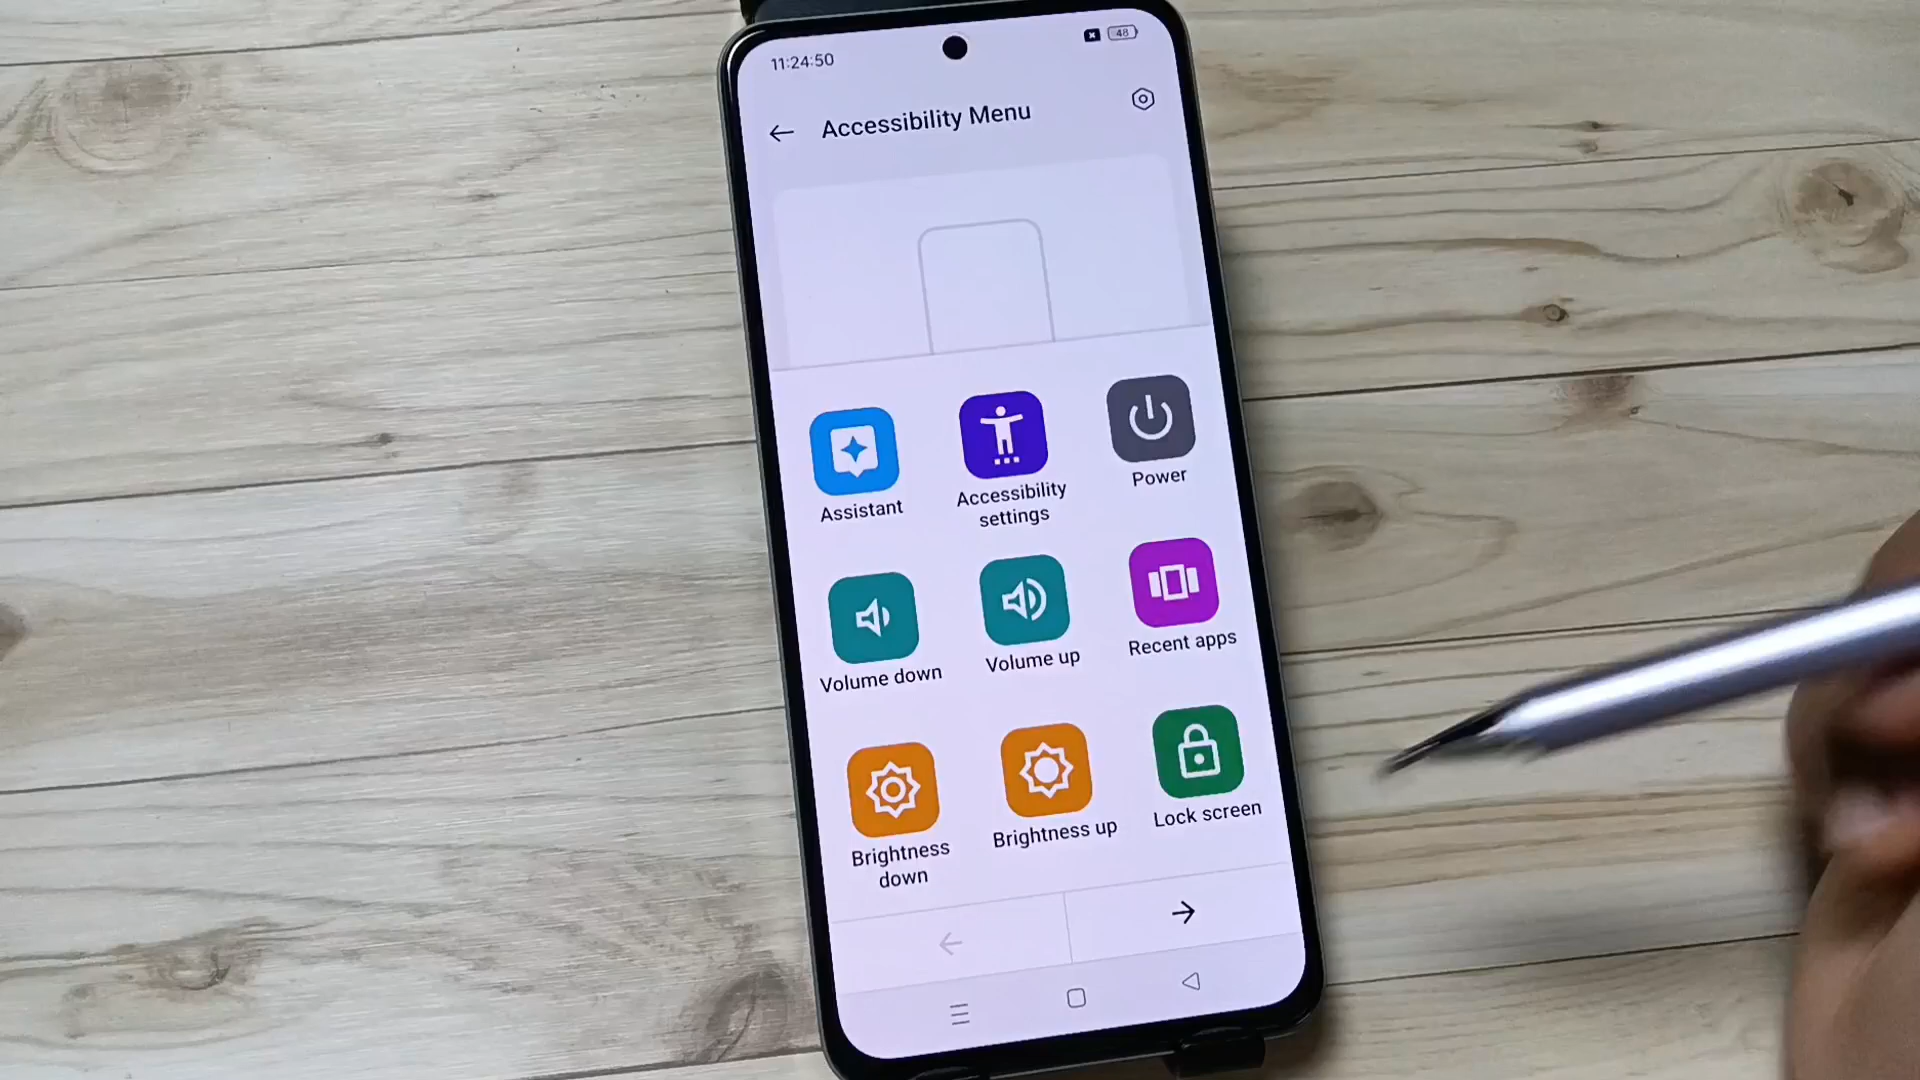 11:24:50
48
Accessibility Menu
Assistant
Accessibility
settings
Power
Volume down
Volume up
Recent apps
Brightness
down
Brightness up
Lock screen